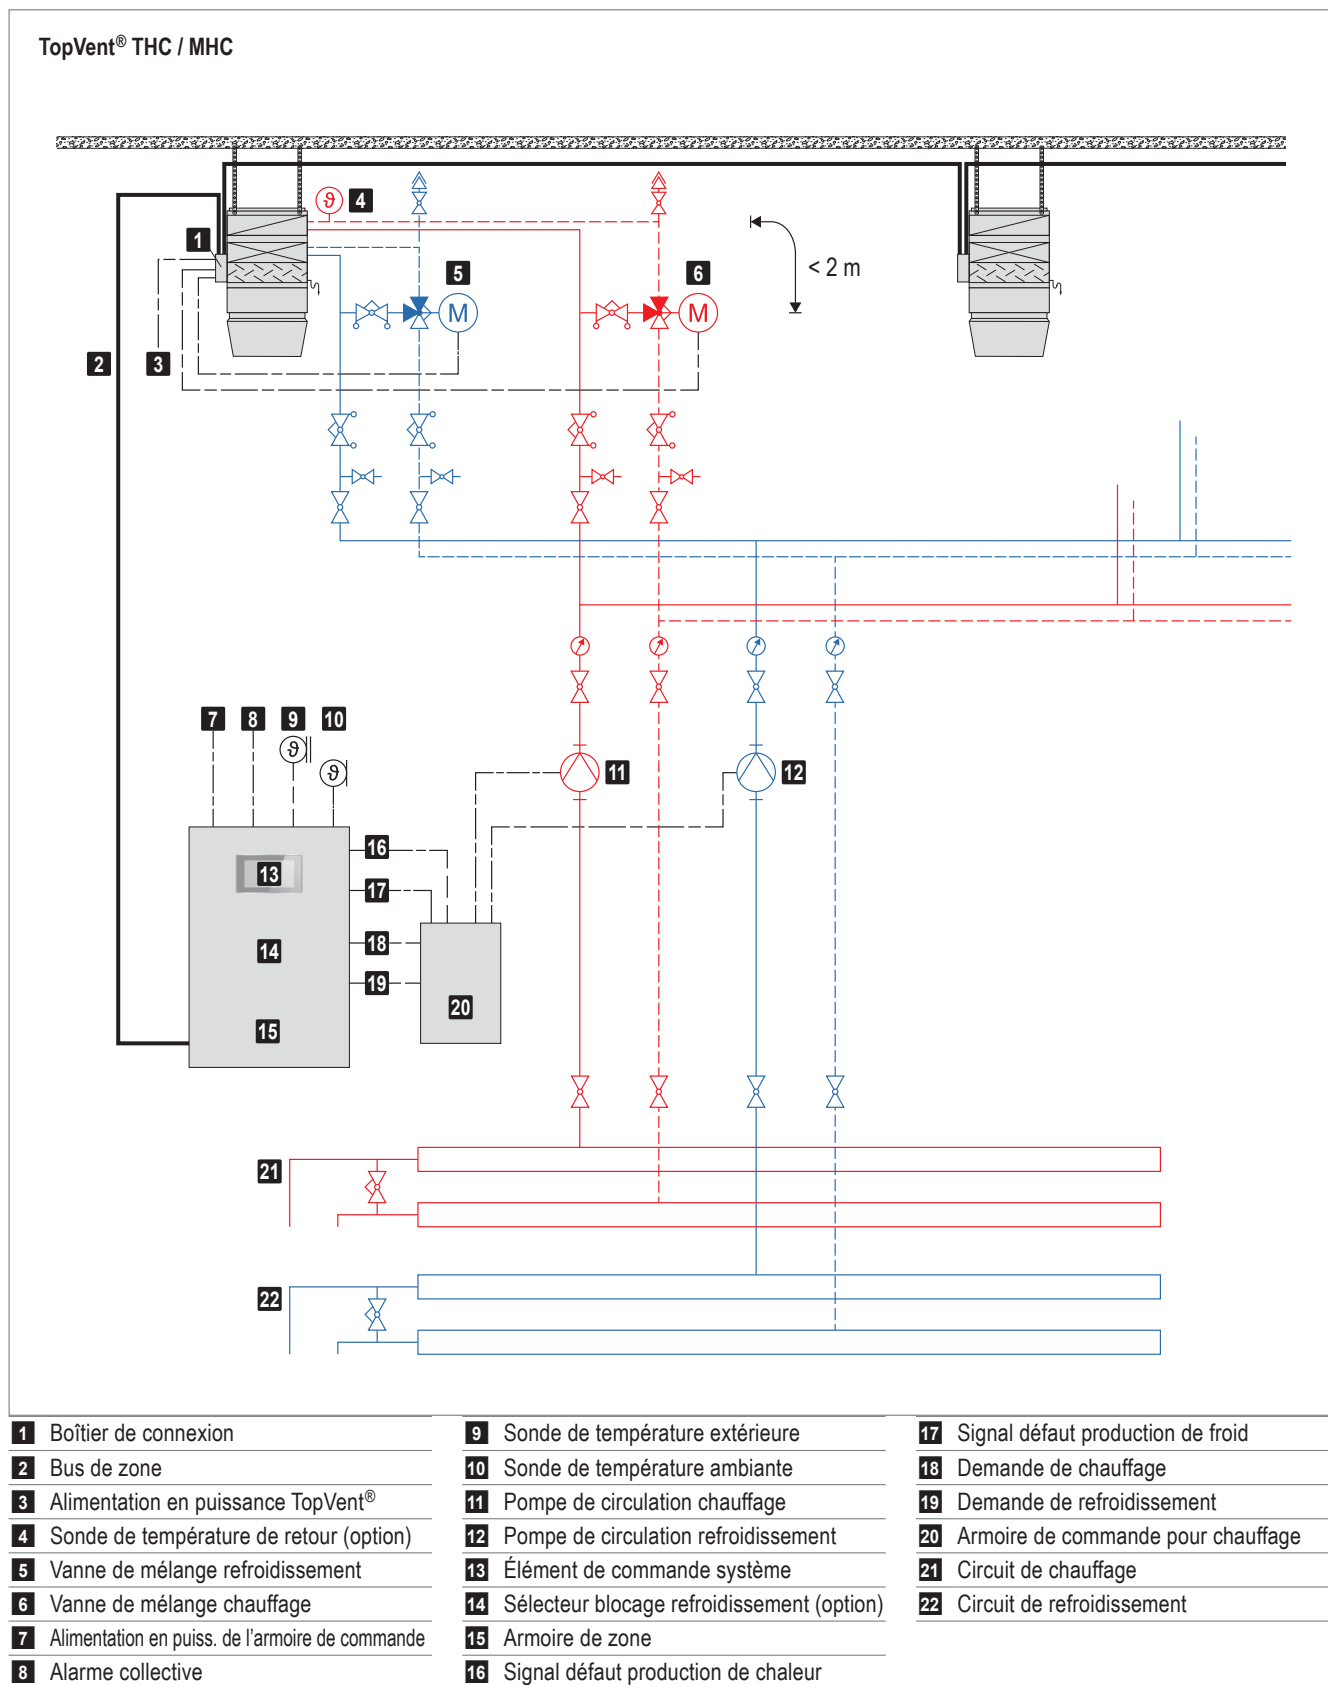 TopVent® THC / MHC
ϑ 4
1
5
6
< 2 m
M
M
2
3
7
8
9
10
ϑ
ϑ
11
12
16
13
17
14
18
19
20
15
21
22
1 Boîtier de connexion
2 Bus de zone
3 Alimentation en puissance TopVent®
4 Sonde de température de retour (option)
5 Vanne de mélange refroidissement
6 Vanne de mélange chauffage
7 Alimentation en puiss. de l'armoire de commande
8 Alarme collective
9 Sonde de température extérieure
10 Sonde de température ambiante
11 Pompe de circulation chauffage
12 Pompe de circulation refroidissement
13 Élément de commande système
14 Sélecteur blocage refroidissement (option)
15 Armoire de zone
16 Signal défaut production de chaleur
17 Signal défaut production de froid
18 Demande de chauffage
19 Demande de refroidissement
20 Armoire de commande pour chauffage
21 Circuit de chauffage
22 Circuit de refroidissement